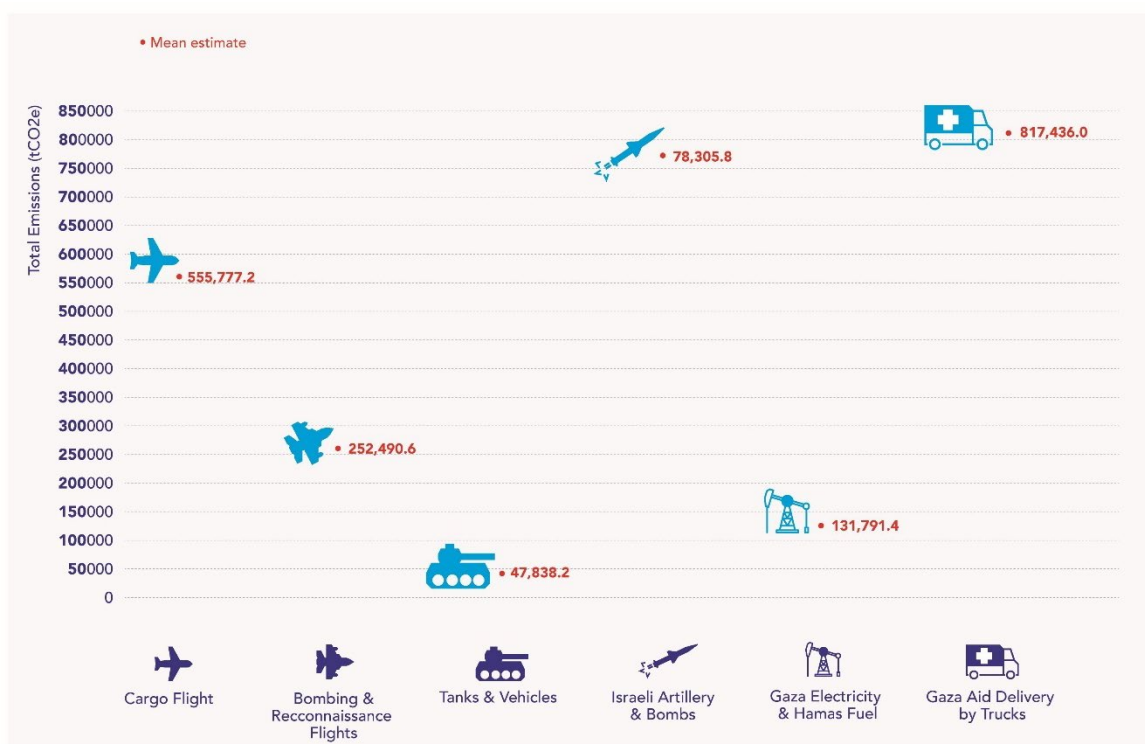 • Mean estimate
Total Emissions (tCO2e)
850000
800000
750000
700000
650000
600000
550000
500000
450000
400000
350000
300000
250000
200000
150000
100000
50000
0
• 817,436.0
• 78,305.8
• 555,777.2
• 252,490.6
• 131,791.4
• 47,838.2
Cargo Flight
Bombing &
Recconnaissance
Flights
Tanks & Vehicles
Israeli Artillery
& Bombs
Gaza Electricity
& Hamas Fuel
Gaza Aid Delivery
by Trucks